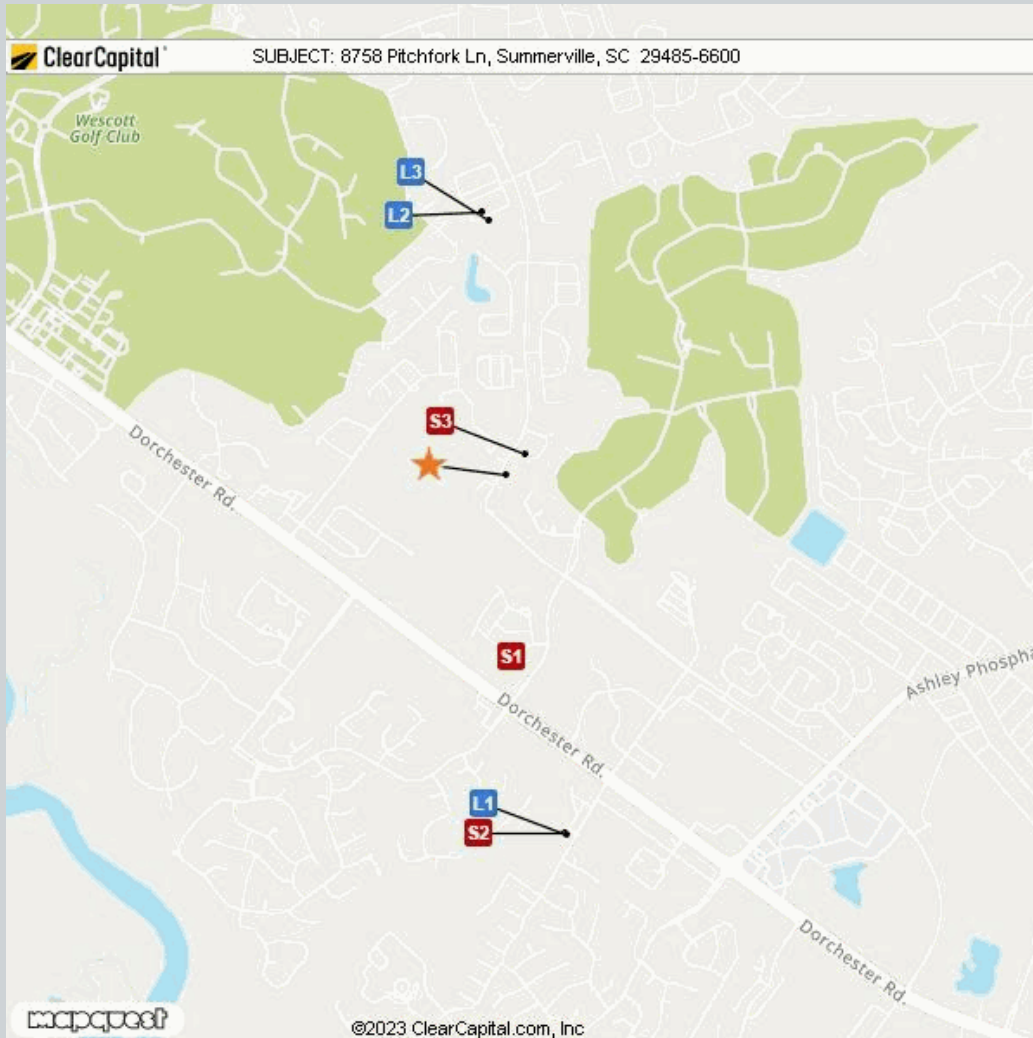 ClearCapital
SUBJECT: 8758 Pitchfork Ln, Summerville, SC 29485-6600
Wescott
Golf Club
L3
L2
S3
Dorchester Rd.
S1
Ashley Phospha
Dorchester Rd.
L1
S2
Dorchester Rd.
mapquest
©2023 ClearCapital.com, Inc